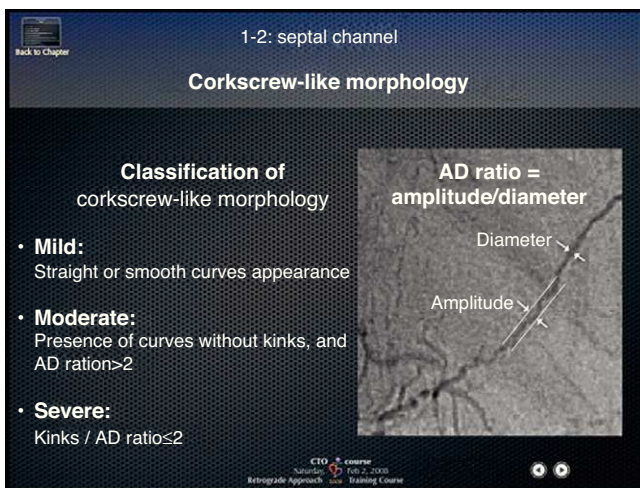 Back to Chapter
1-2: septal channel
Corkscrew-like morphology
Classification of
corkscrew-like morphology
• Mild:
Straight or smooth curves appearance
• Moderate:
Presence of curves without kinks, and
AD ration>2
• Severe:
Kinks / AD ratio≤2
AD ratio =
amplitude/diameter
Diameter
Amplitude
CTO course
Saturday, Feb 2, 2008
Retrograde Approach Training Course